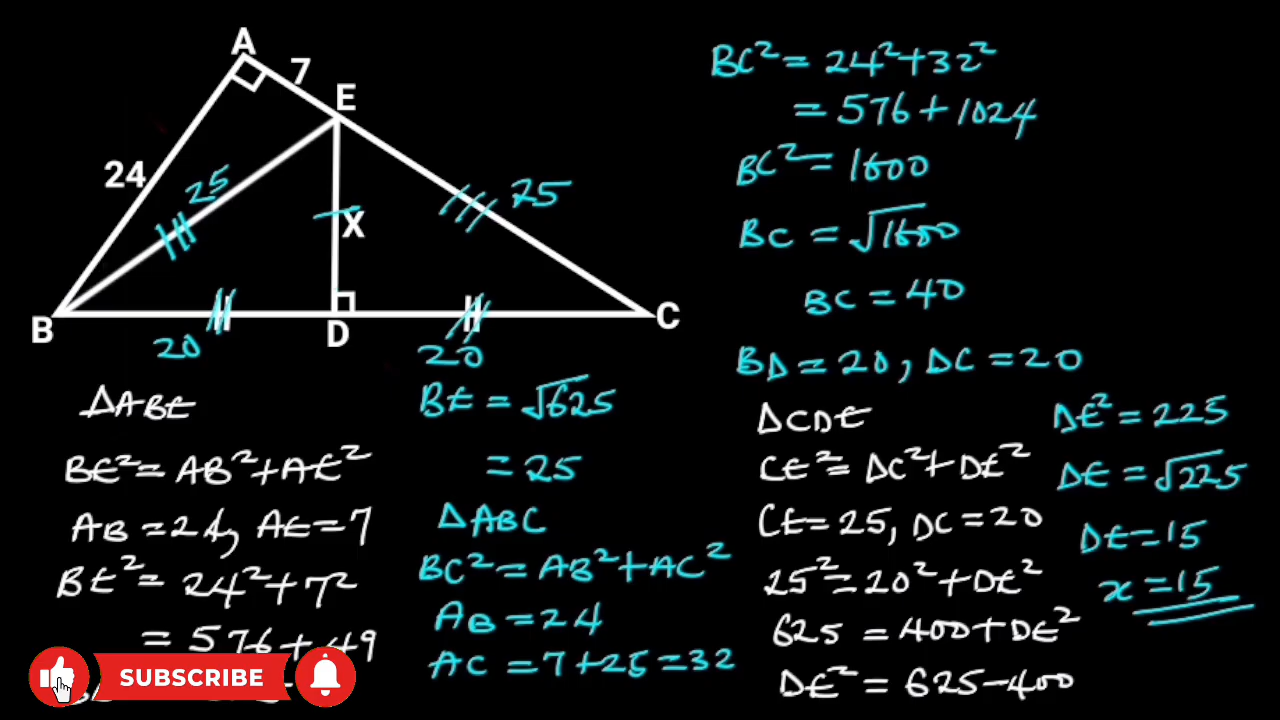 A
7
E
24
25
X
25
B
D
C
20
20
ΔABE
BE² = AB² + AE²
AB = 24, AE = 7
BE² = 24² + 7²
= 576 + 49
SUBSCRIBE
BE = √625
= 25
ΔABC
BC² = AB² + AC²
AB = 24
AC = 7 + 25 = 32
BC² = 24² + 32²
= 576 + 1024
BC² = 1600
BC = √1600
BC = 40
BD = 20, DC = 20
ΔCDE
CE² = DC² + DE²
CE = 25, DC = 20
25² = 20² + DE²
625 = 400 + DE²
DE² = 625 - 400
DE² = 225
DE = √225
DE = 15
x = 15